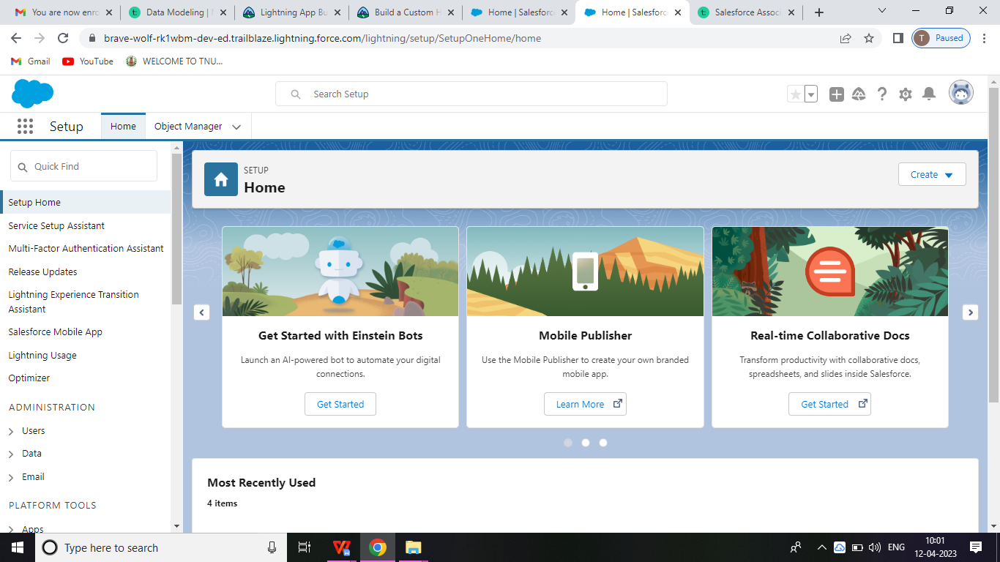 You are now enro
Data Modeling |
Lightning App Bu
Build a Custom H
Home | Salesforce
Home | Salesforc
Salesforce Associ
brave-wolf-rk1wbm-dev-ed.trailblaze.lightning.force.com/lightning/setup/SetupOneHome/home
T Paused
Gmail YouTube WELCOME TO TNU...
Search Setup
Setup Home Object Manager
Quick Find
Setup Home
Service Setup Assistant
Multi-Factor Authentication Assistant
Release Updates
Lightning Experience Transition
Assistant
Salesforce Mobile App
Lightning Usage
Optimizer
ADMINISTRATION
Users
Data
Email
PLATFORM TOOLS
Apps
SETUP
Home
Create
Get Started with Einstein Bots
Launch an AI-powered bot to automate your digital
connections.
Get Started
Mobile Publisher
Use the Mobile Publisher to create your own branded
mobile app.
Learn More
Real-time Collaborative Docs
Transform productivity with collaborative docs,
spreadsheets, and slides inside Salesforce.
Get Started
Most Recently Used
4 items
Type here to search
ENG
10:01
12-04-2023